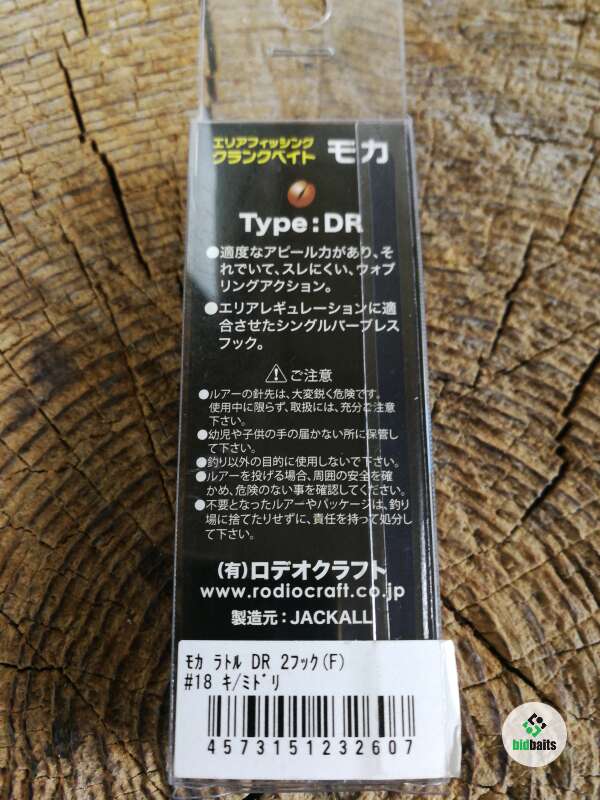 エリアフィッシング
クランクベイト モカ
Type:DR
●適度なアピール力があり、そ
れでいて、スレにくい、ウォブ
リングアクション。
●エリアレギュレーションに適
合させたシングルバーブレス
フック。
ご注意
●ルアーの針先は、大変鋭く危険です。
使用中に限らず、取扱には、充分ご注意
下さい。
●幼児や子供の手の届かない所に保管し
て下さい。
●釣り以外の目的に使用しないで下さい。
●ルアーを投げる場合、周囲の安全を確
かめ、危険のない事を確認してください。
●不要となったルアーやパッケージは、釣り
場に捨てたりせずに、責任を持って処分し
て下さい。
(有)ロデオクラフト
www.rodiocraft.co.jp
製造元:JACKALL
ﾓｶ ﾗﾄﾙ DR 2ﾌｯｸ(F)
#18 ｷ/ﾐﾄﾞﾘ
4573151232607
bidbaits